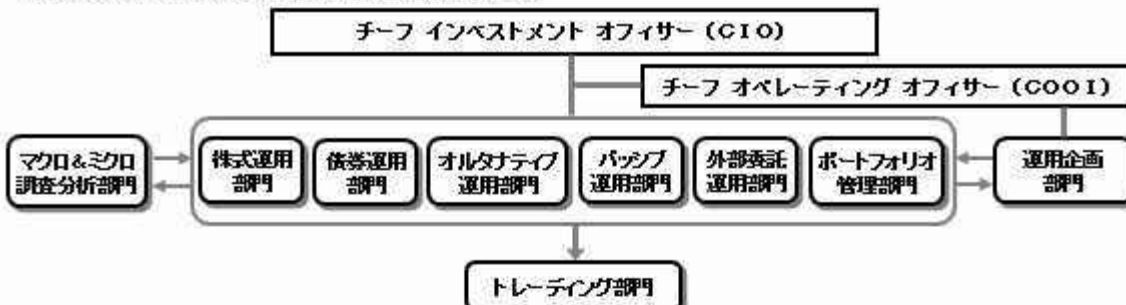 チーフ インベストメント オフィサー (CIO)
チーフ オペレーティング オフィサー (COOI)
マクロ&ミクロ
調査分析部門
株式運用
部門
債券運用
部門
オルタナティブ
運用部門
パッシブ
運用部門
外部委託
運用部門
ポートフォリオ
管理部門
運用企画
部門
トレーディング部門